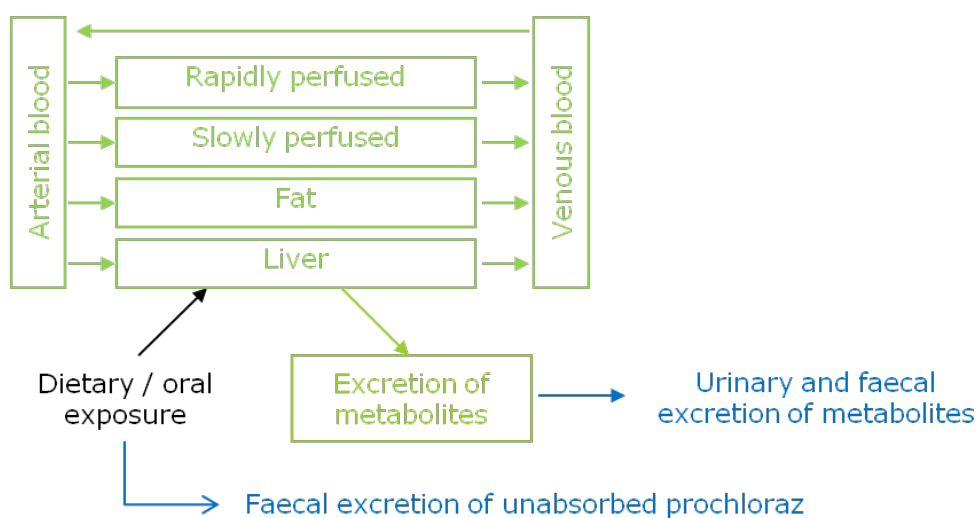 Arterial blood
Rapidly perfused
Slowly perfused
Fat
Liver
Venous blood
Dietary / oral
exposure
Excretion of
metabolites
Urinary and faecal
excretion of metabolites
Faecal excretion of unabsorbed prochloraz